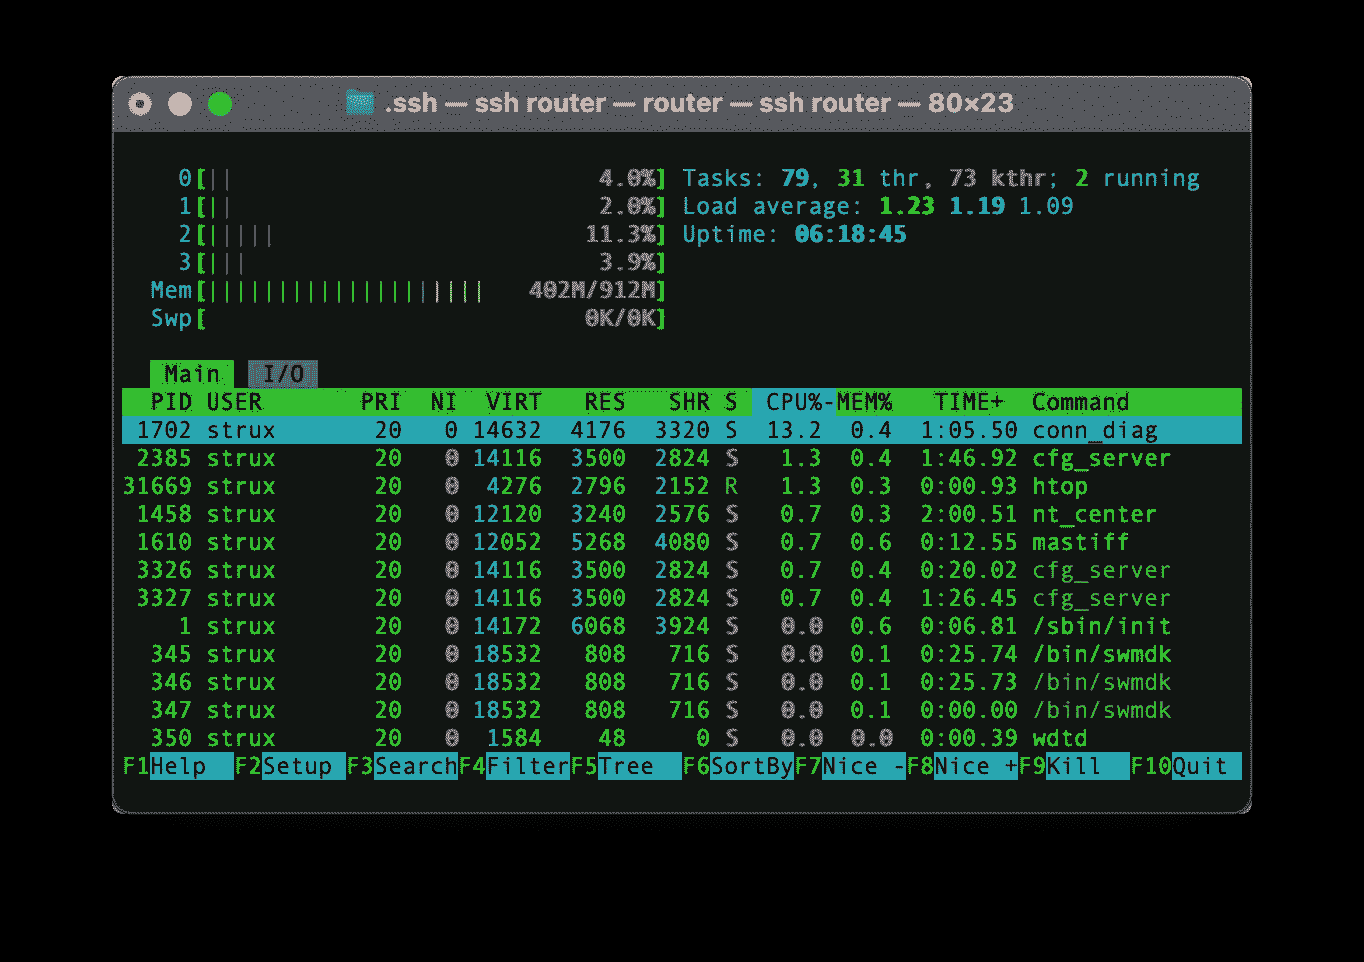 .ssh — ssh router — router — ssh router — 80×23
0[|| 4.0%] Tasks: 79, 31 thr, 73 kthr; 2 running
1[|| 2.0%] Load average: 1.23 1.19 1.09
2[||||| 11.3%] Uptime: 06:18:45
3[||| 3.9%]
Mem[|||||||||||||||||||| 402M/912M]
Swp[ 0K/0K]
Main I/O
PID USER PRI NI VIRT RES SHR S CPU%-MEM% TIME+ Command
1702 strux 20 0 14632 4176 3320 S 13.2 0.4 1:05.50 conn_diag
2385 strux 20 0 14116 3500 2824 S 1.3 0.4 1:46.92 cfg_server
31669 strux 20 0 4276 2796 2152 R 1.3 0.3 0:00.93 htop
1458 strux 20 0 12120 3240 2576 S 0.7 0.3 2:00.51 nt_center
1610 strux 20 0 12052 5268 4080 S 0.7 0.6 0:12.55 mastiff
3326 strux 20 0 14116 3500 2824 S 0.7 0.4 0:20.02 cfg_server
3327 strux 20 0 14116 3500 2824 S 0.7 0.4 1:26.45 cfg_server
1 strux 20 0 14172 6068 3924 S 0.0 0.6 0:06.81 /sbin/init
345 strux 20 0 18532 808 716 S 0.0 0.1 0:25.74 /bin/swmdk
346 strux 20 0 18532 808 716 S 0.0 0.1 0:25.73 /bin/swmdk
347 strux 20 0 18532 808 716 S 0.0 0.1 0:00.00 /bin/swmdk
350 strux 20 0 1584 48 0 S 0.0 0.0 0:00.39 wdtd
F1Help F2Setup F3SearchF4FilterF5Tree F6SortByF7Nice -F8Nice +F9Kill F10Quit